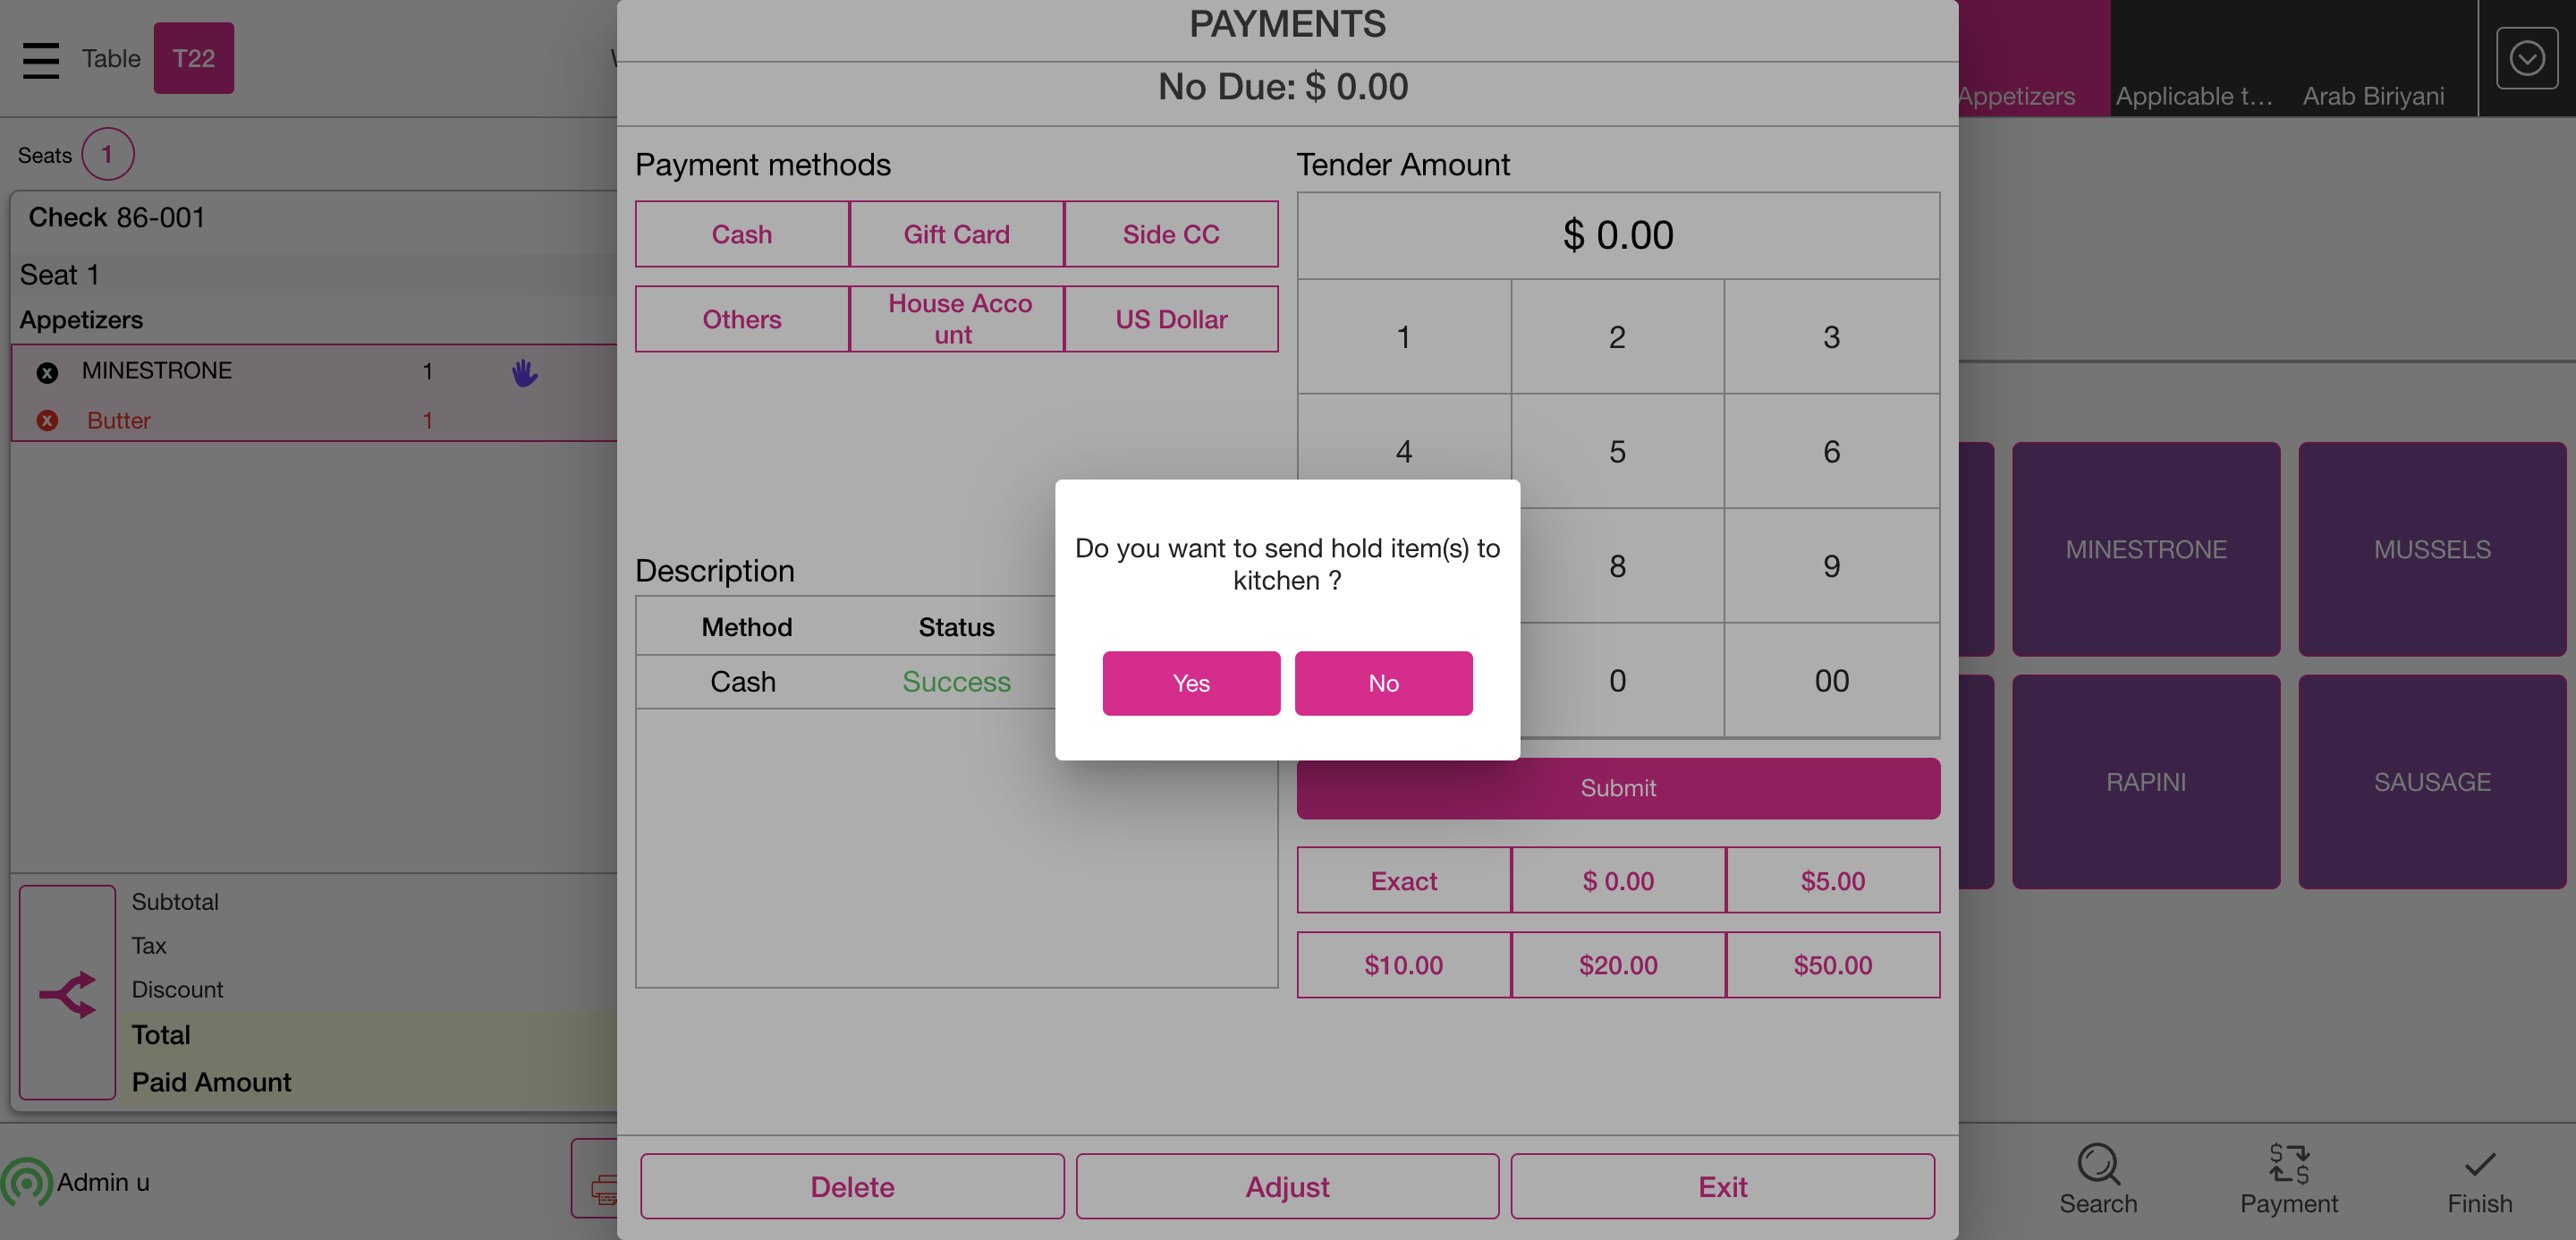 PAYMENTS
No Due: $ 0.00
Table
T22
Appetizers
Applicable t...
Arab Biriyani
Seats 1
Check 86-001
Seat 1
Appetizers
MINESTRONE 1
Butter 1
Subtotal
Tax
Discount
Total
Paid Amount
Admin u
Payment methods
Cash
Gift Card
Side CC
Others
House Acco
unt
US Dollar
Description
Method Status
Cash Success
Tender Amount
$ 0.00
1 2 3
4 5 6
8 9
0 00
Do you want to send hold item(s) to
kitchen ?
Yes
No
Submit
Exact
$ 0.00
$5.00
$10.00
$20.00
$50.00
Delete
Adjust
Exit
MINESTRONE
MUSSELS
RAPINI
SAUSAGE
Search
Payment
Finish